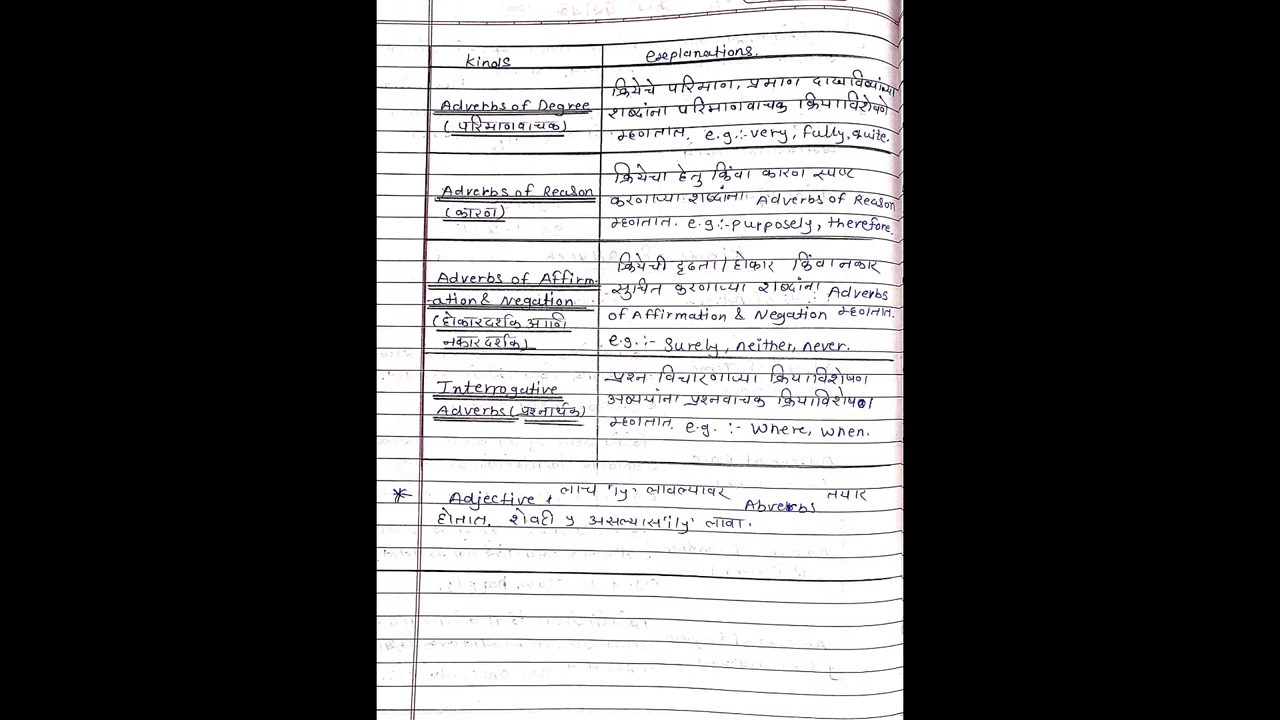 Kinds
explanations.
Adverbs of Degree
(परिमाणवाचक)
क्रियेचे परिमाण, प्रमाण दाखविणाऱ्या
शब्दांना परिमाणवाचक क्रियाविशेषणे
म्हणतात. e.g.:-very, fully, quite.
Adverbs of Reason
(कारण)
क्रियेचा हेतु किंवा कारण स्पष्ट
करणाऱ्या शब्दांना Adverbs of Reason
म्हणतात. e.g.:-purposely, therefore.
Adverbs of Affirm-
-ation & Negation
(होकारदर्शक आणि
नकारदर्शक)
क्रियेची दृढता / होकार किंवा नकार
सुचित करणाऱ्या शब्दांना Adverbs
of Affirmation & Negation म्हणतात.
e.g.:- Surely, neither, never.
Interrogative
Adverbs (प्रश्नार्थक)
प्रश्न विचारणाऱ्या क्रियाविशेषण
अव्ययांना प्रश्नवाचक क्रियाविशेषण
म्हणतात. e.g. :- Where, when.
* Adjective लाच 'ly' लावल्यावर Abverbs तयार
होतात. शेवटी y असल्यास 'ily' लावा.